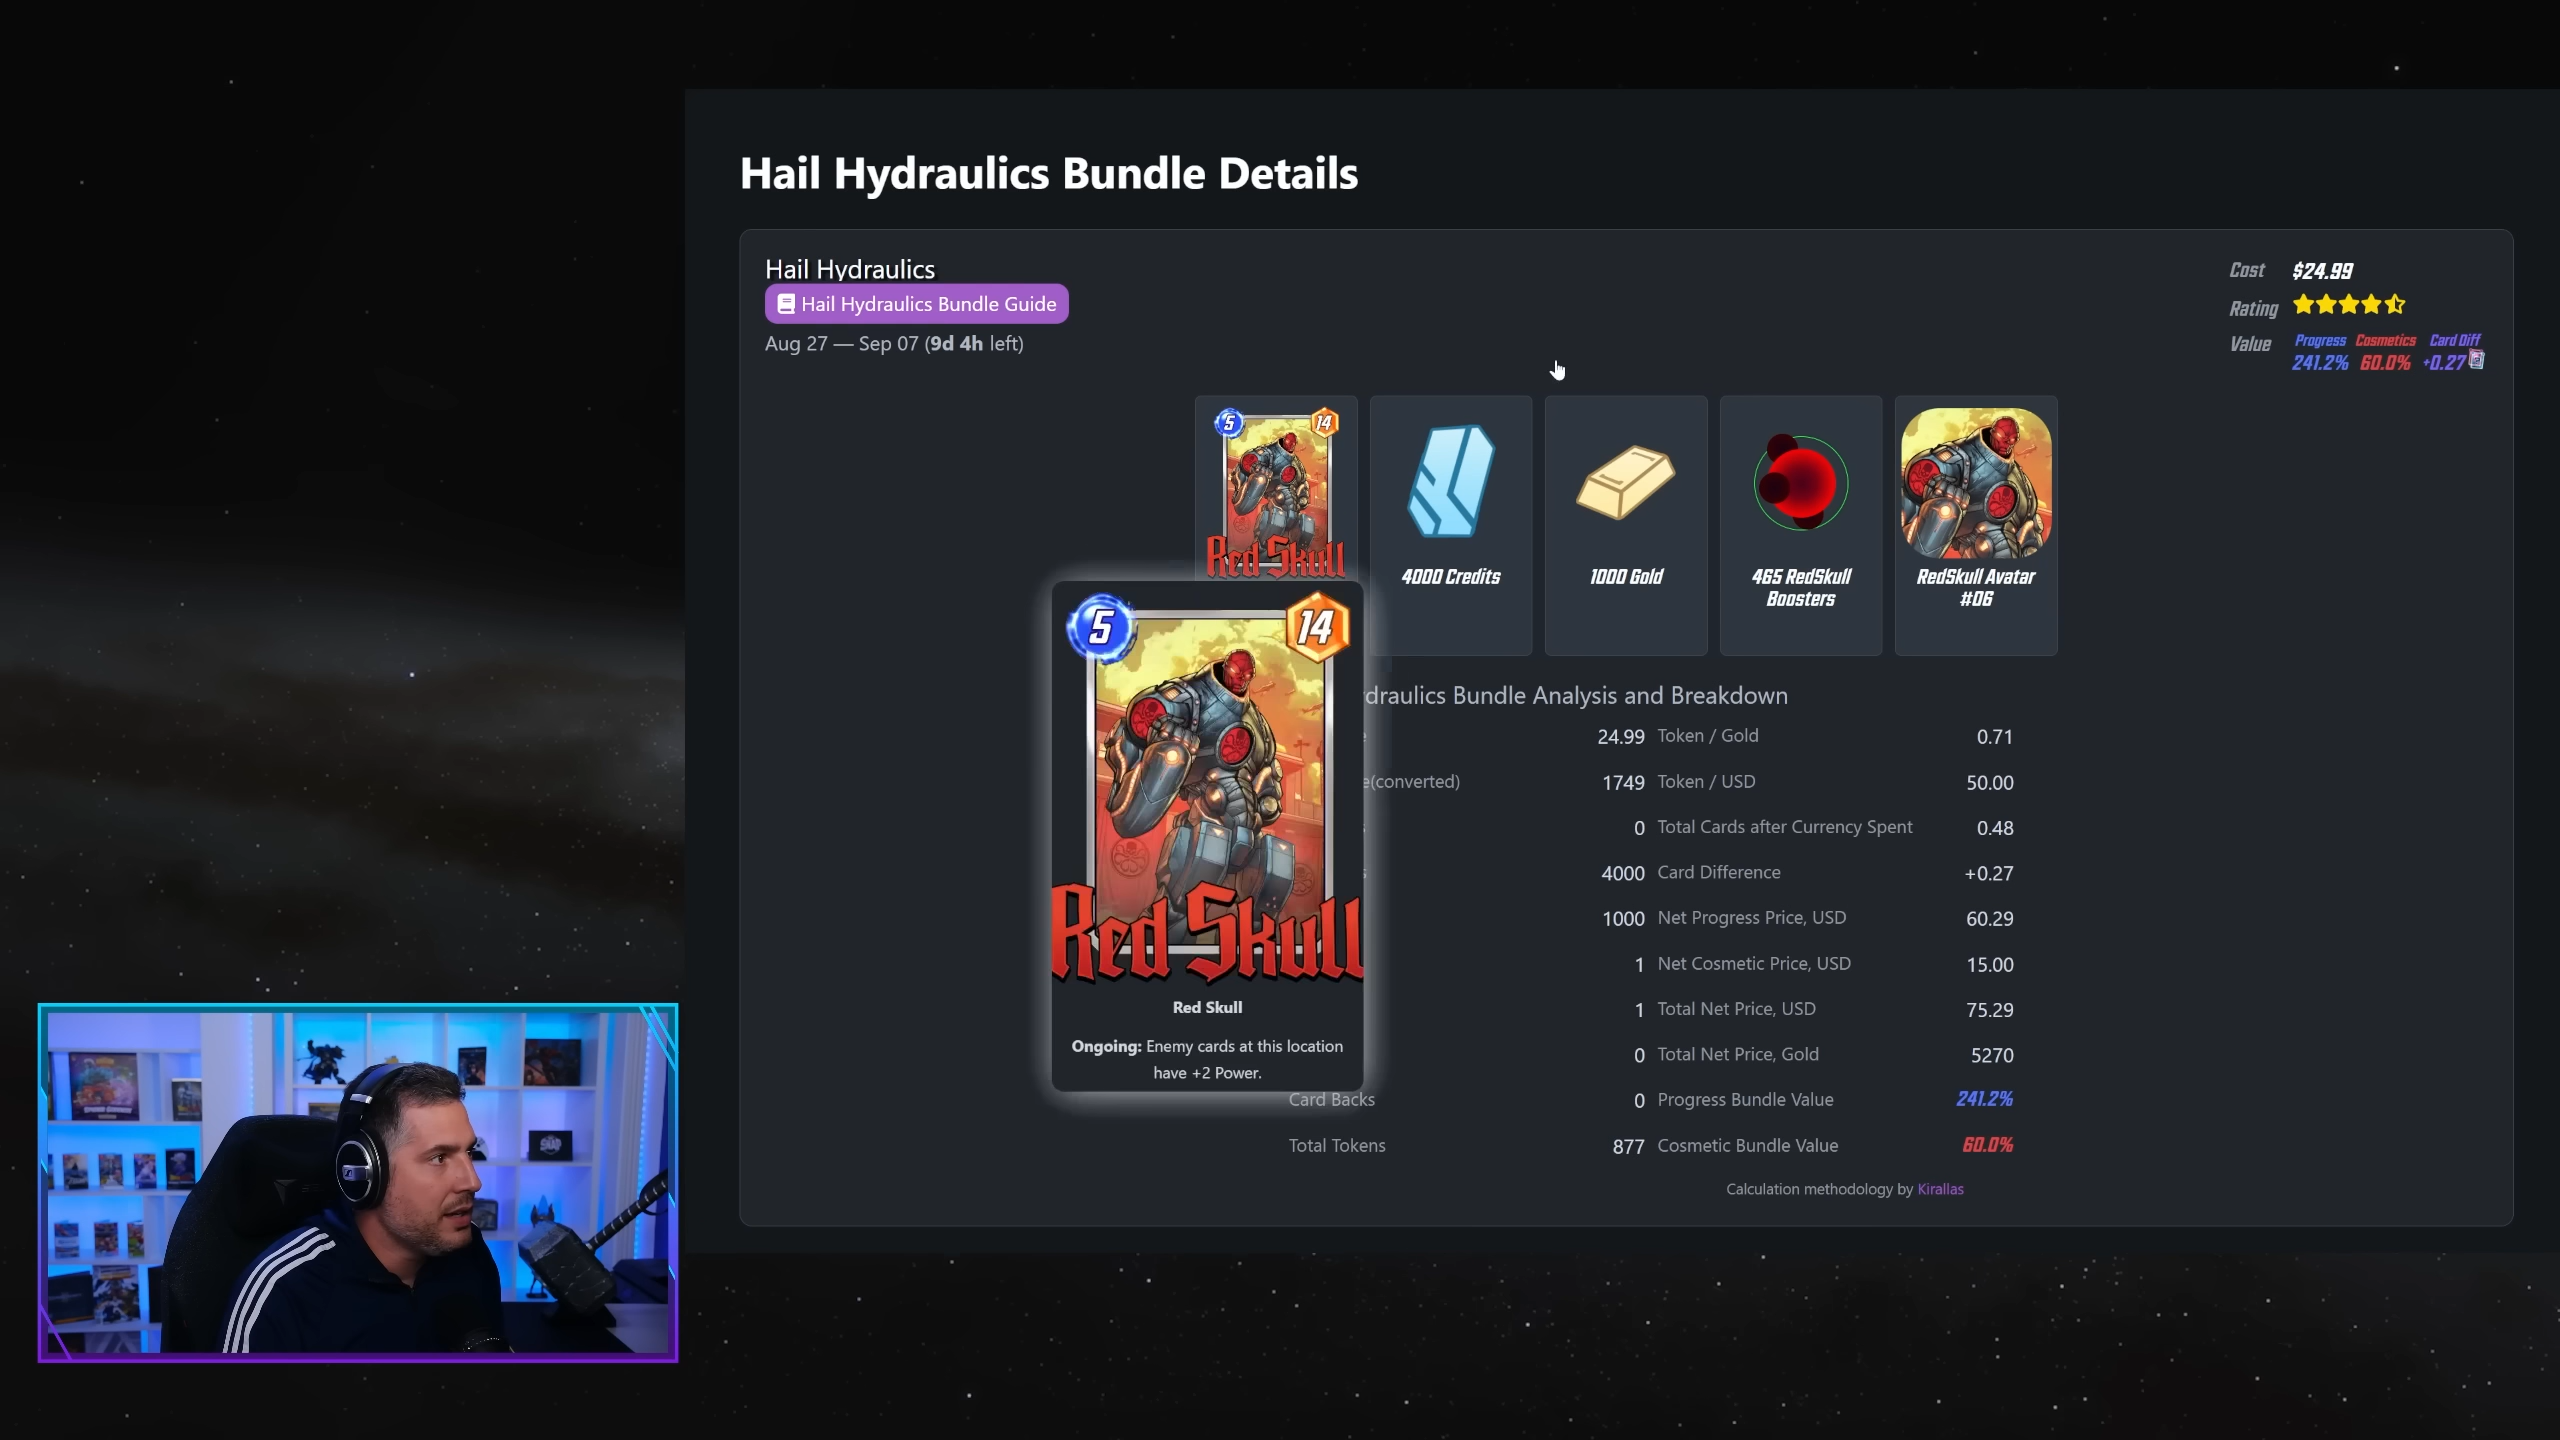 Hail Hydraulics Bundle Details
Hail Hydraulics
Hail Hydraulics Bundle Guide
Aug 27 — Sep 07 (9d 4h left)
Cost $24.99
Rating
Value
Progress Cosmetics Card Diff
241.2% 60.0% +0.27
5 14
Red Skull
4000 Credits
1000 Gold
465 RedSkull
Boosters
RedSkull Avatar
#06
5 14
Red Skull
Red Skull
Ongoing: Enemy cards at this location
have +2 Power.
draulics Bundle Analysis and Breakdown
24.99 Token / Gold 0.71
(converted) 1749 Token / USD 50.00
0 Total Cards after Currency Spent 0.48
4000 Card Difference +0.27
1000 Net Progress Price, USD 60.29
1 Net Cosmetic Price, USD 15.00
1 Total Net Price, USD 75.29
0 Total Net Price, Gold 5270
Card Backs 0 Progress Bundle Value 241.2%
Total Tokens 877 Cosmetic Bundle Value 60.0%
Calculation methodology by Kirallas